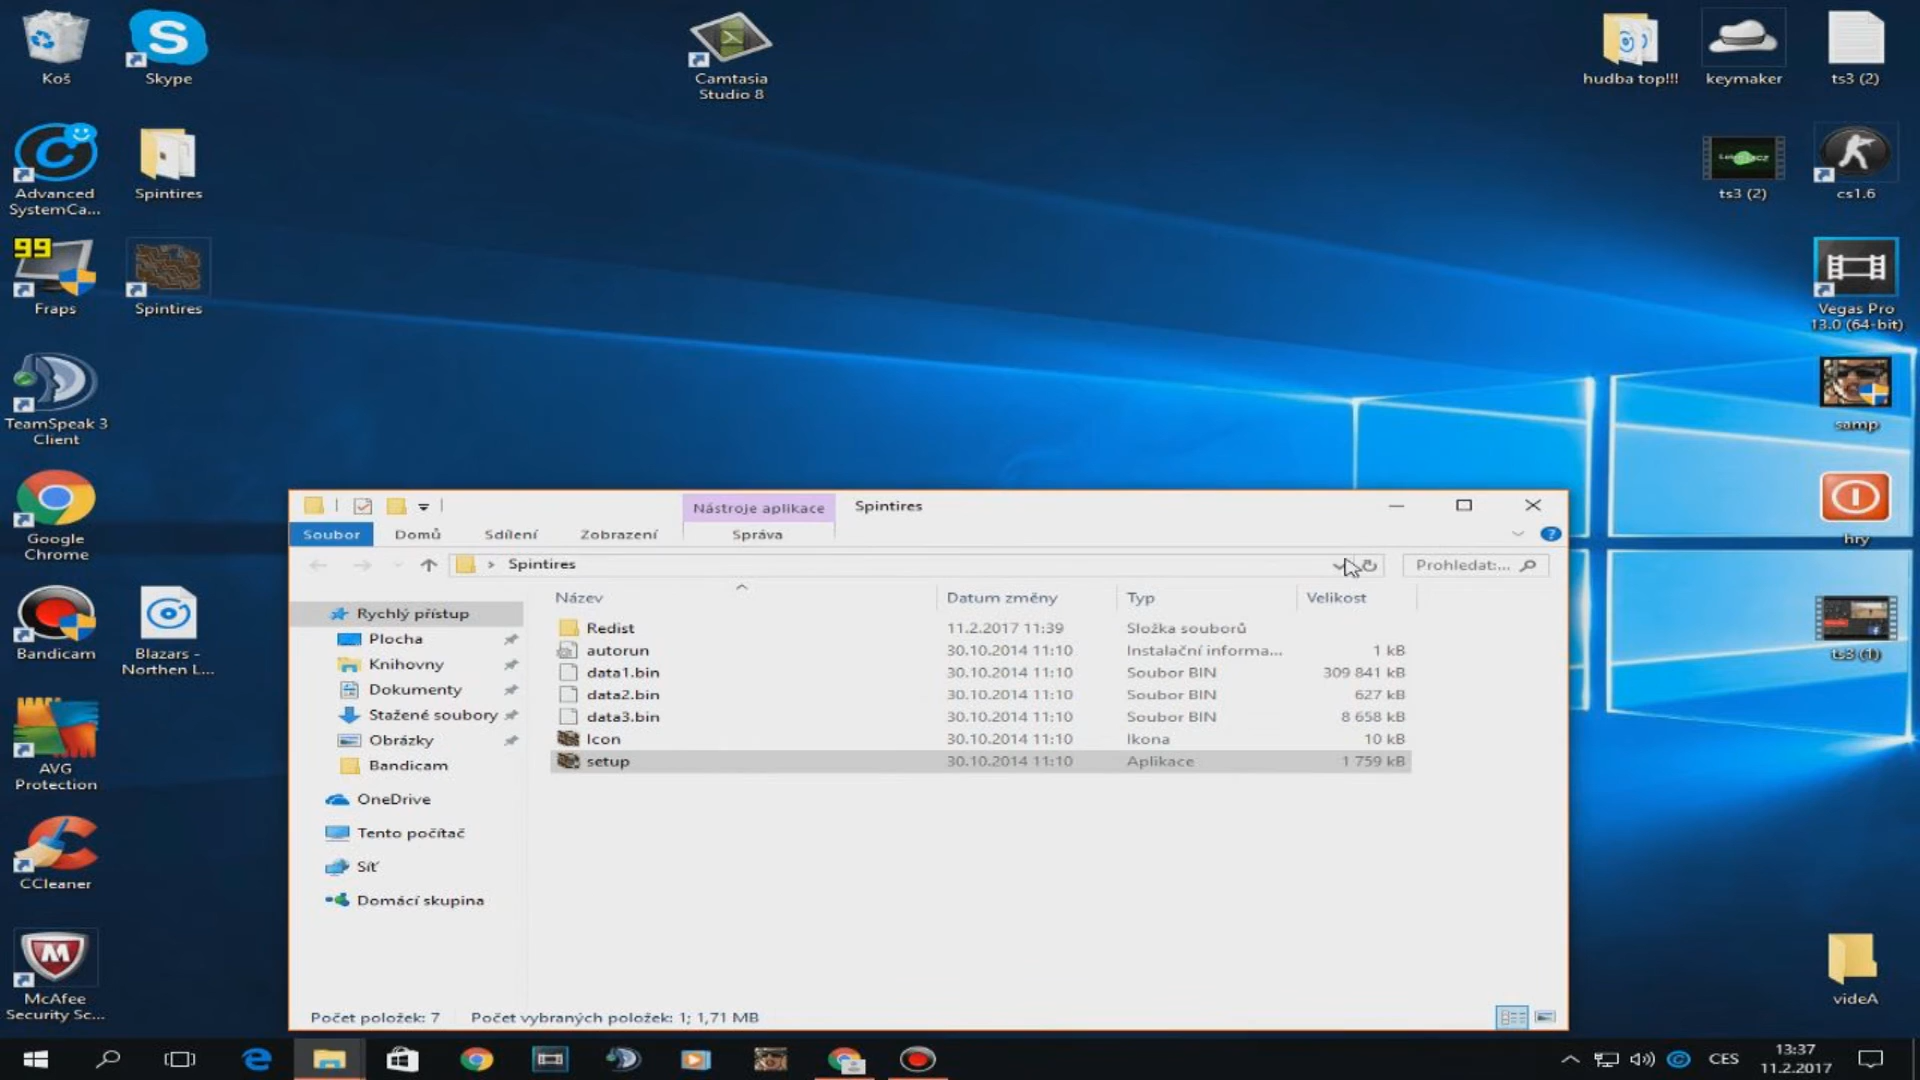 Koš
Skype
Camtasia
Studio 8
hudba top!!!
keymaker
ts3 (2)
Advanced
SystemCa...
Spintires
ts3 (2)
cs1.6
99
Fraps
Spintires
Vegas Pro
13.0 (64-bit)
TeamSpeak 3
Client
samp
Google
Chrome
hry
Bandicam
Blazars -
Northen L...
ts3 (1)
AVG
Protection
CCleaner
McAfee
Security Sc...
videA
Nástroje aplikace
Spintires
Soubor
Domů
Sdílení
Zobrazení
Správa
Spintires
Prohledat:...
Název
Datum změny
Typ
Velikost
Rychlý přístup
Plocha
Knihovny
Dokumenty
Stažené soubory
Obrázky
Bandicam
OneDrive
Tento počítač
Síť
Domácí skupina
Redist 11.2.2017 11:39 Složka souborů
autorun 30.10.2014 11:10 Instalační informa... 1 kB
data1.bin 30.10.2014 11:10 Soubor BIN 309 841 kB
data2.bin 30.10.2014 11:10 Soubor BIN 627 kB
data3.bin 30.10.2014 11:10 Soubor BIN 8 658 kB
Icon 30.10.2014 11:10 Ikona 10 kB
setup 30.10.2014 11:10 Aplikace 1 759 kB
Počet položek: 7
Počet vybraných položek: 1; 1,71 MB
CES
13:37
11.2.2017